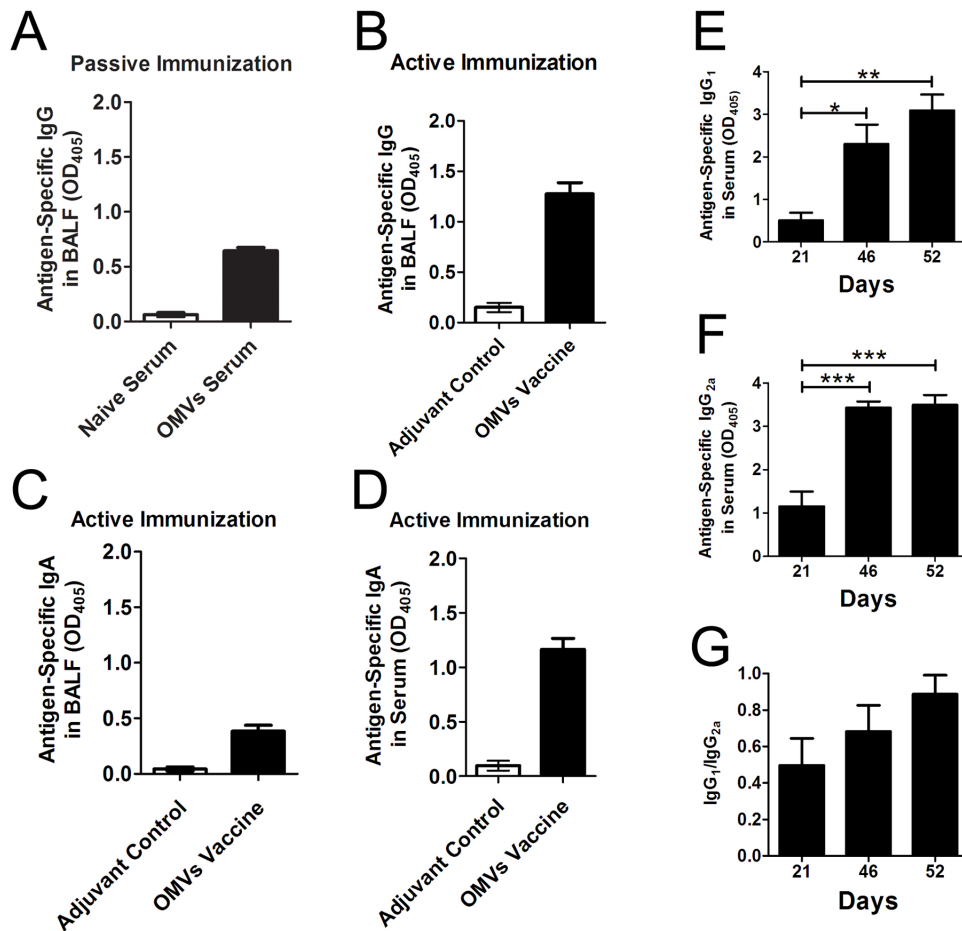 A
Passive Immunization
Antigen-Specific IgG
in BALF (OD405)
2.0
1.5
1.0
0.5
0.0
Naive Serum
OMVs Serum
B
Active Immunization
Antigen-Specific IgG
in BALF (OD405)
2.0
1.5
1.0
0.5
0.0
Adjuvant Control
OMVs Vaccine
C
Active Immunization
Antigen-Specific IgA
in BALF (OD405)
2.0
1.5
1.0
0.5
0.0
Adjuvant Control
OMVs Vaccine
D
Active Immunization
Antigen-Specific IgA
in Serum (OD405)
2.0
1.5
1.0
0.5
0.0
Adjuvant Control
OMVs Vaccine
E
Antigen-Specific IgG1
in Serum (OD405)
4
3
2
1
0
**
*
21 46 52
Days
F
Antigen-Specific IgG2a
in Serum (OD405)
4
3
2
1
0
***
***
21 46 52
Days
G
IgG1/IgG2a
1.0
0.8
0.6
0.4
0.2
0.0
21 46 52
Days